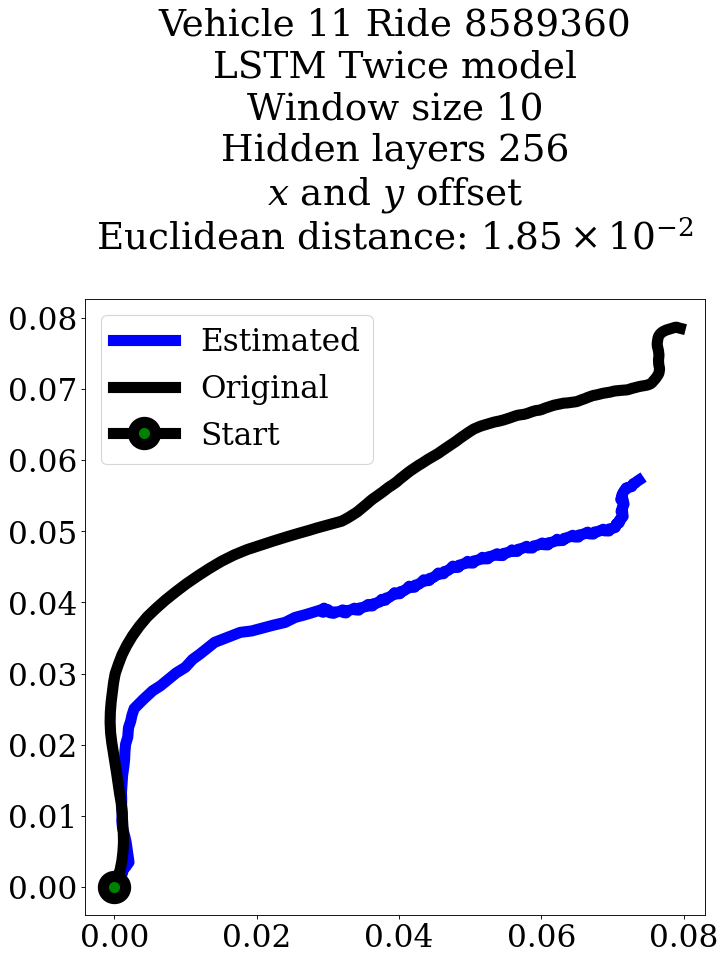 Vehicle 11 Ride 8589360
LSTM Twice model
Window size 10
Hidden layers 256
x and y offset
Euclidean distance: 1.85 × 10⁻²
Estimated
Original
Start
0.08
0.07
0.06
0.05
0.04
0.03
0.02
0.01
0.00
0.00 0.02 0.04 0.06 0.08